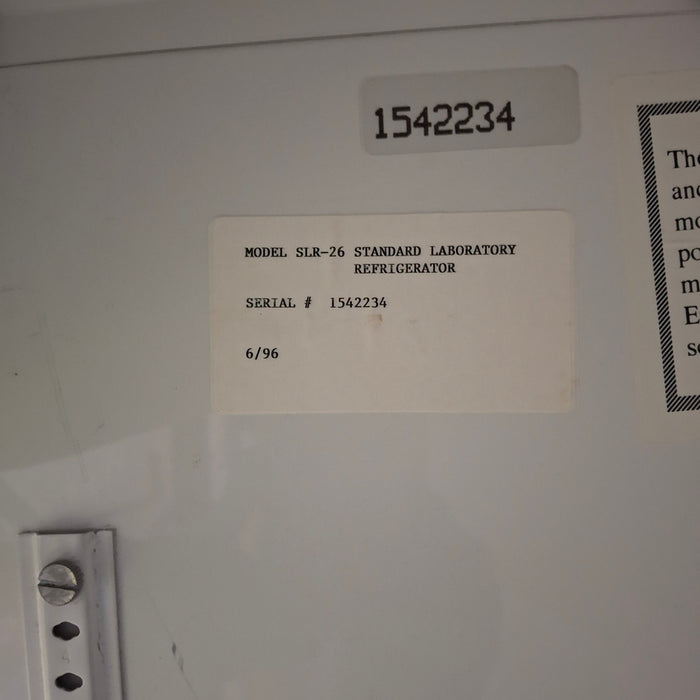 1542234
MODEL SLR-26 STANDARD LABORATORY
REFRIGERATOR
SERIAL # 1542234
6/96